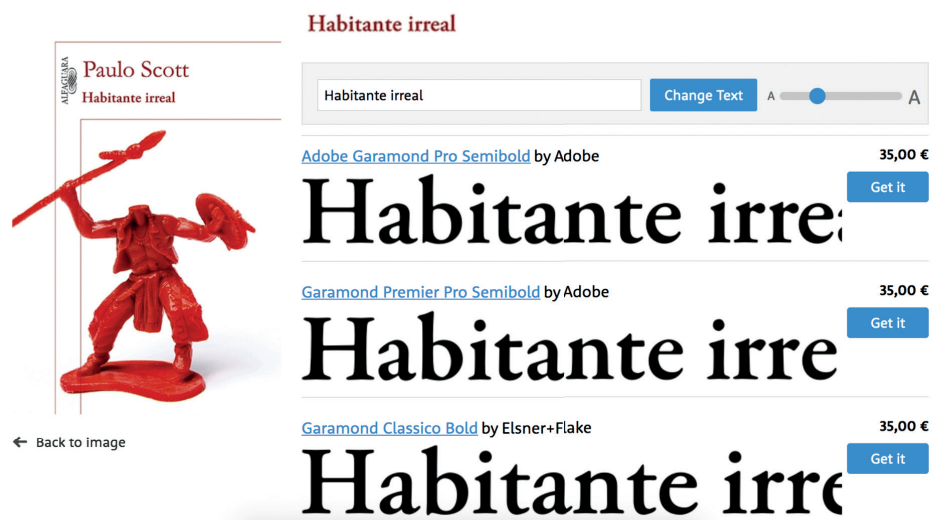 Habitante irreal
ALFAGUARA
Paulo Scott
Habitante irreal
Habitante irreal
Change Text
A
A
Adobe Garamond Pro Semibold by Adobe
35,00 €
Get it
Habitante irrea
Garamond Premier Pro Semibold by Adobe
35,00 €
Get it
Habitante irre
Garamond Classico Bold by Elsner+Flake
35,00 €
Get it
Habitante irre
← Back to image